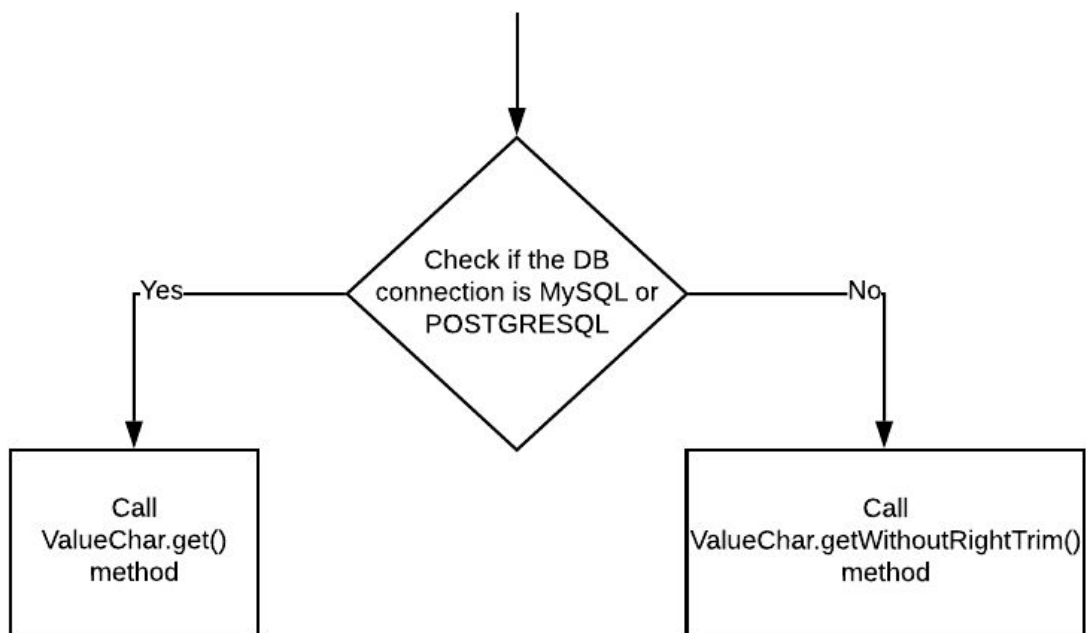 Check if the DB
connection is MySQL or
POSTGRESQL
Yes
No
Call
ValueChar.get()
method
Call
ValueChar.getWithoutRightTrim()
method